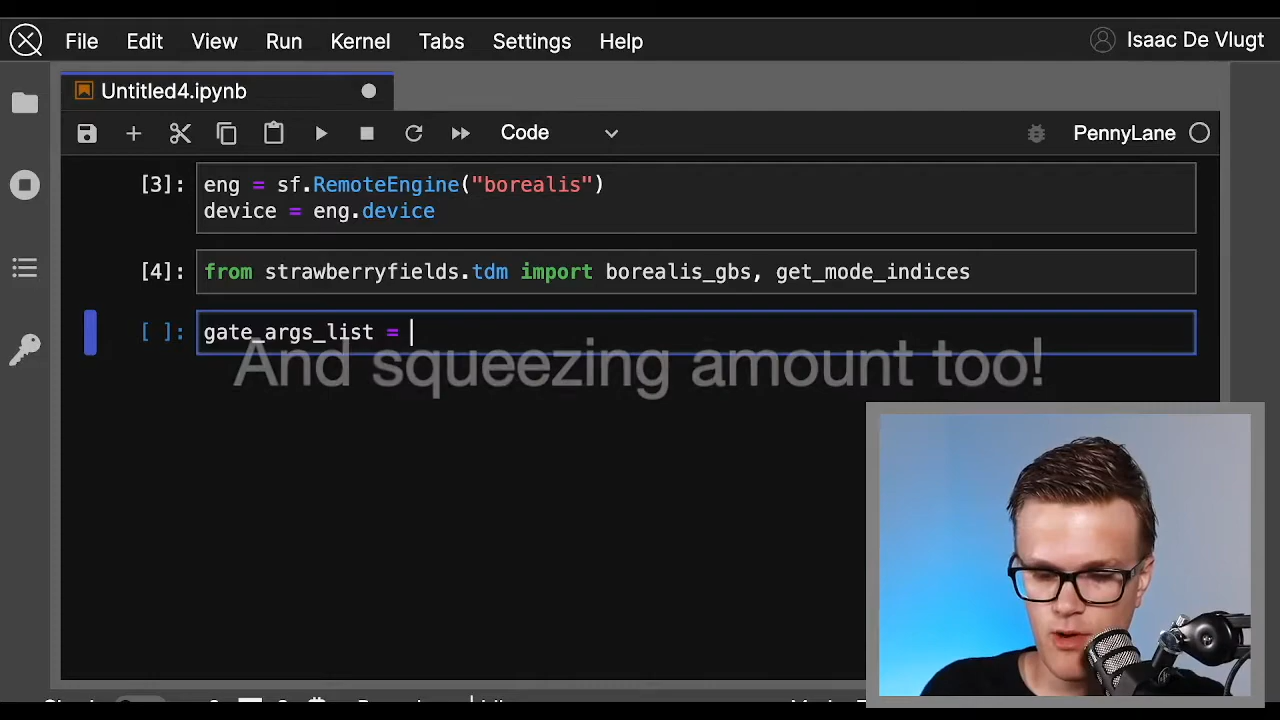 File Edit View Run Kernel Tabs Settings Help Isaac De Vlugt
Untitled4.ipynb
Code PennyLane
[3]: eng = sf.RemoteEngine("borealis")
device = eng.device
[4]: from strawberryfields.tdm import borealis_gbs, get_mode_indices
[ ]: gate_args_list =
And squeezing amount too!